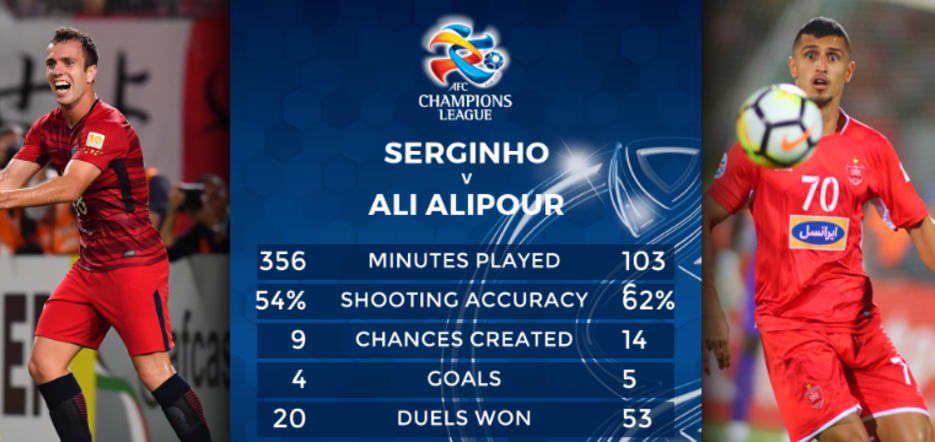 AFC
CHAMPIONS
LEAGUE
SERGINHO
v
ALI ALIPOUR
356 MINUTES PLAYED 103
54% SHOOTING ACCURACY 62%
9 CHANCES CREATED 14
4 GOALS 5
20 DUELS WON 53
70
ایرانسل
afc